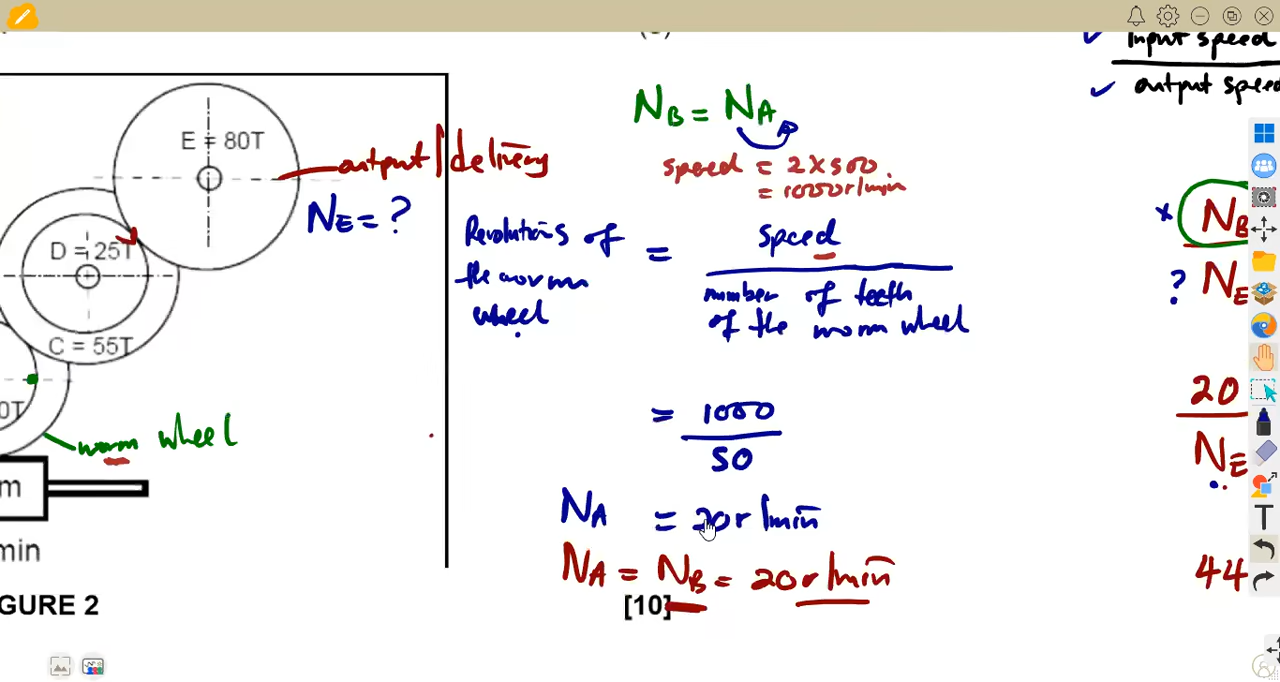 E = 80T
output/delivery
NE = ?
D = 25T
C = 55T
0T
worm wheel
m
min
GURE 2
NB = NA
speed = 2 x 500
= 1000 r/min
Revolutions of
the worm
wheel
=
speed
number of teeth
of the worm wheel
= 1000
50
NA = 20 r/min
NA = NB = 20 r/min
[10]
input speed
output speed
NB
? NE
20
NE
44
T